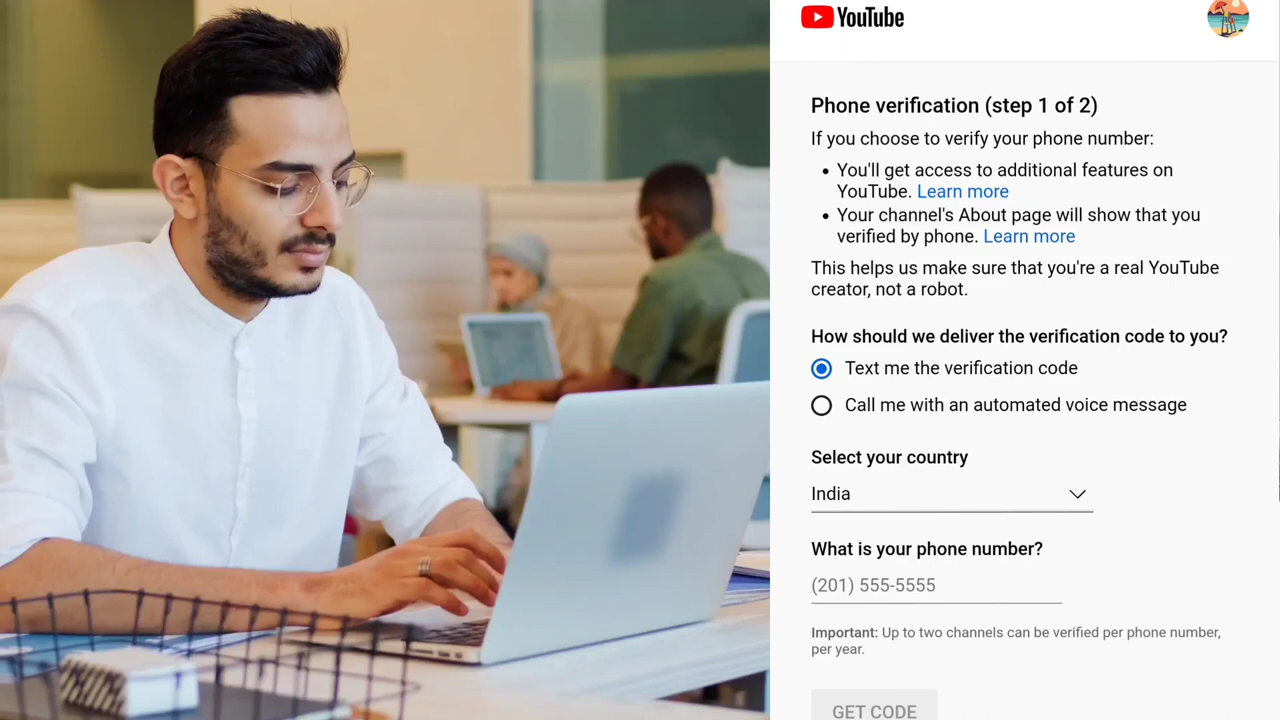 YouTube
Phone verification (step 1 of 2)
If you choose to verify your phone number:
• You'll get access to additional features on
YouTube. Learn more
• Your channel's About page will show that you
verified by phone. Learn more
This helps us make sure that you're a real YouTube
creator, not a robot.
How should we deliver the verification code to you?
Text me the verification code
Call me with an automated voice message
Select your country
India
What is your phone number?
(201) 555-5555
Important: Up to two channels can be verified per phone number,
per year.
GET CODE